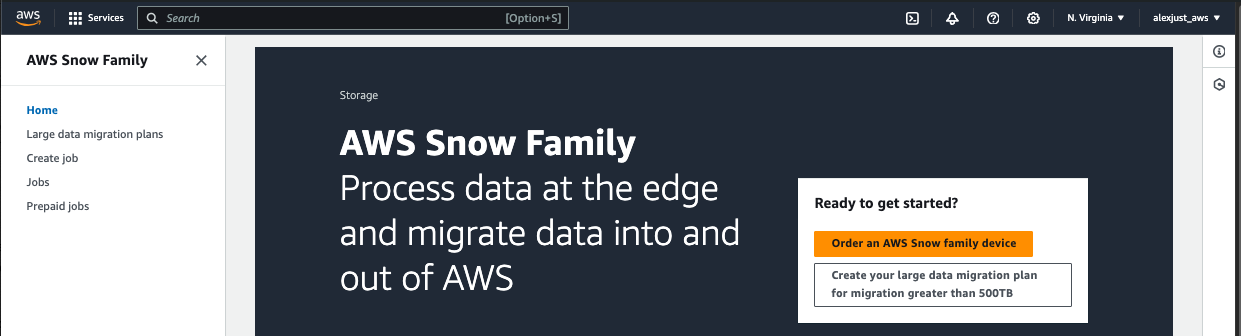 aws Services Search [Option+S] N. Virginia ▼ alexjust_aws ▼
AWS Snow Family
Home
Large data migration plans
Create job
Jobs
Prepaid jobs
Storage
AWS Snow Family
Process data at the edge
and migrate data into and
out of AWS
Ready to get started?
Order an AWS Snow family device
Create your large data migration plan
for migration greater than 500TB